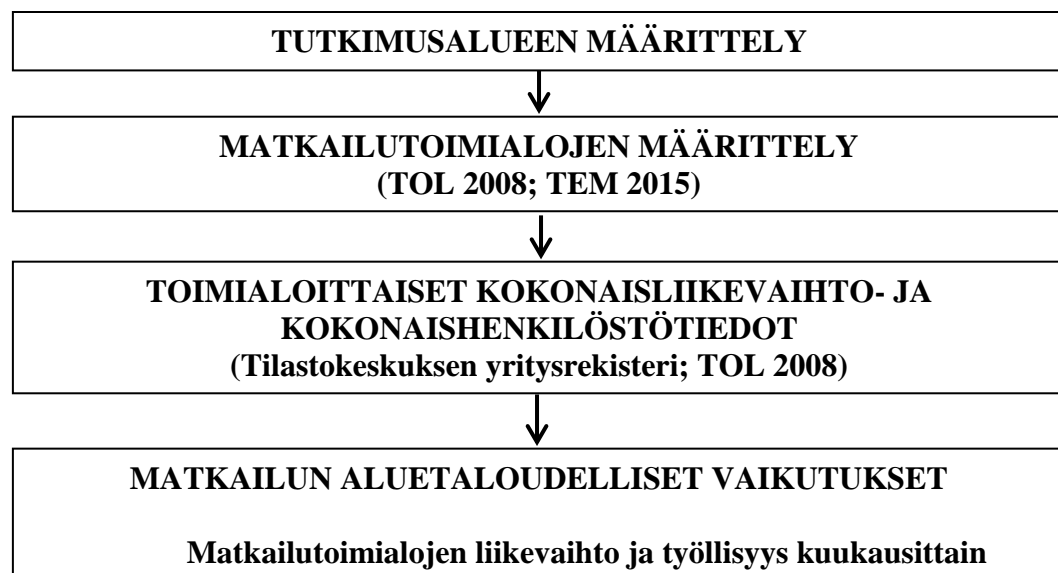 TUTKIMUSALUEEN MÄÄRITTELY
MATKAILUTOIMIALOJEN MÄÄRITTELY
(TOL 2008; TEM 2015)
TOIMIALOITTAISET KOKONAISLIIKEVAIHTO- JA
KOKONAISHENKILÖSTÖTIEDOT
(Tilastokeskuksen yritysrekisteri; TOL 2008)
MATKAILUN ALUETALOUDELLISET VAIKUTUKSET
Matkailutoimialojen liikevaihto ja työllisyys kuukausittain